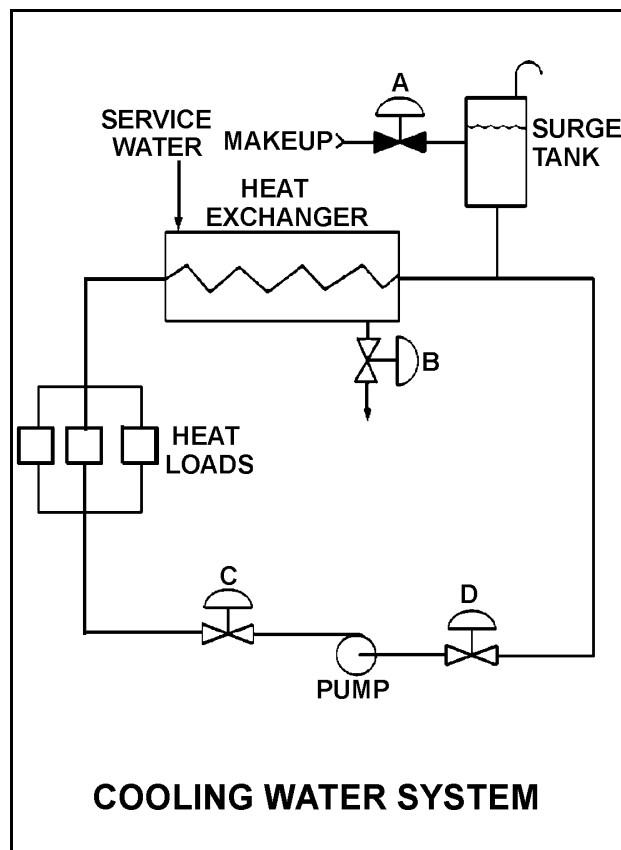 A
SERVICE
WATER
MAKEUP
SURGE
TANK
HEAT
EXCHANGER
B
HEAT
LOADS
C
D
PUMP
COOLING WATER SYSTEM